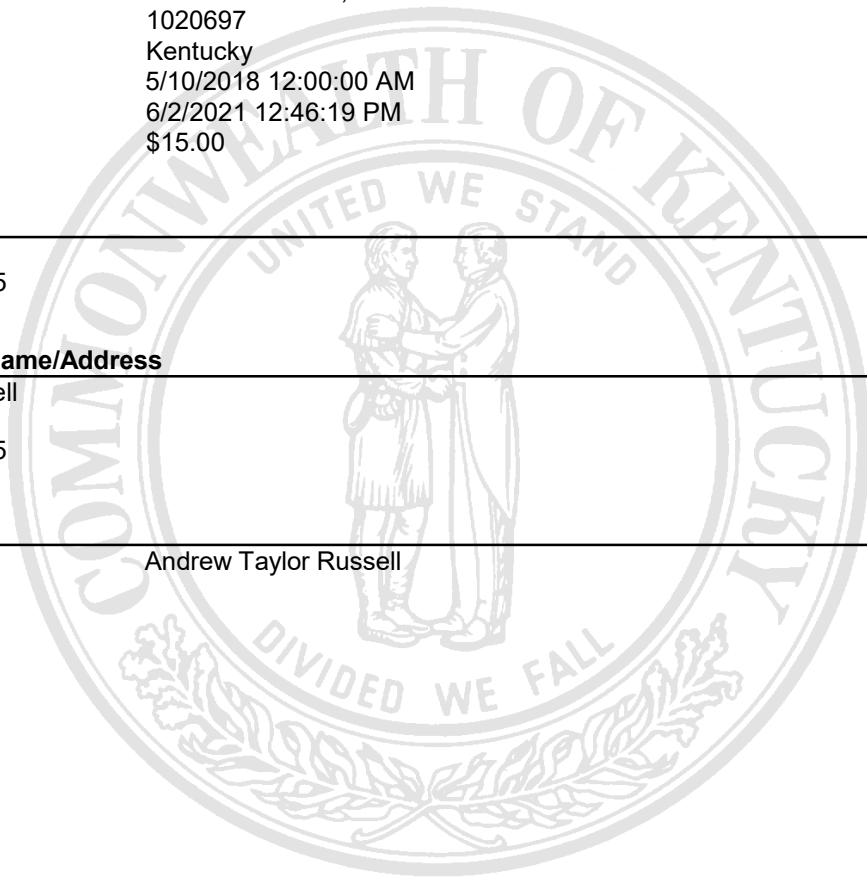 1020697
Kentucky
5/10/2018 12:00:00 AM
6/2/2021 12:46:19 PM
$15.00
5
ame/Address
ell
5
Andrew Taylor Russell
COMMONWEALTH OF KENTUCKY
UNITED WE STAND
DIVIDED WE FALL